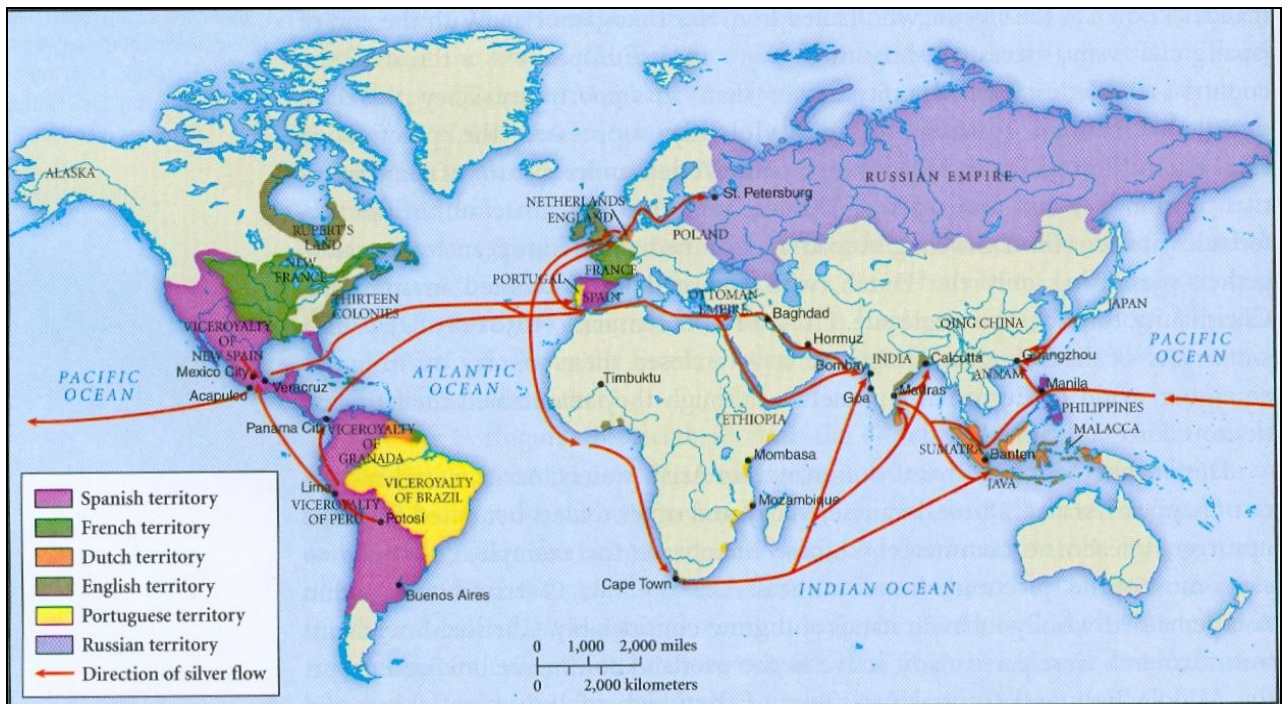 ALASKA
RUPERT'S
LAND
NEW
FRANCE
THIRTEEN
COLONIES
VICEROYALTY
OF
NEW SPAIN
Mexico City
Veracruz
Acapulco
PACIFIC
OCEAN
ATLANTIC
OCEAN
Panama City
VICEROYALTY
OF
GRANADA
VICEROYALTY
OF BRAZIL
Lima
VICEROYALTY
OF PERU
Potosi
Buenos Aires
NETHERLANDS
ENGLAND
St. Petersburg
RUSSIAN EMPIRE
POLAND
FRANCE
PORTUGAL
SPAIN
OTTOMAN
EMPIRE
Baghdad
Hormuz
Timbuktu
ETHIOPIA
Mombasa
Mozambique
Cape Town
INDIA
Calcutta
Bombay
Goa
Madras
QING CHINA
Guangzhou
ANNAM
JAPAN
PACIFIC
OCEAN
Manila
PHILIPPINES
MALACCA
SUMATRA
Banten
JAVA
INDIAN OCEAN
Spanish territory
French territory
Dutch territory
English territory
Portuguese territory
Russian territory
Direction of silver flow
0 1,000 2,000 miles
0 2,000 kilometers